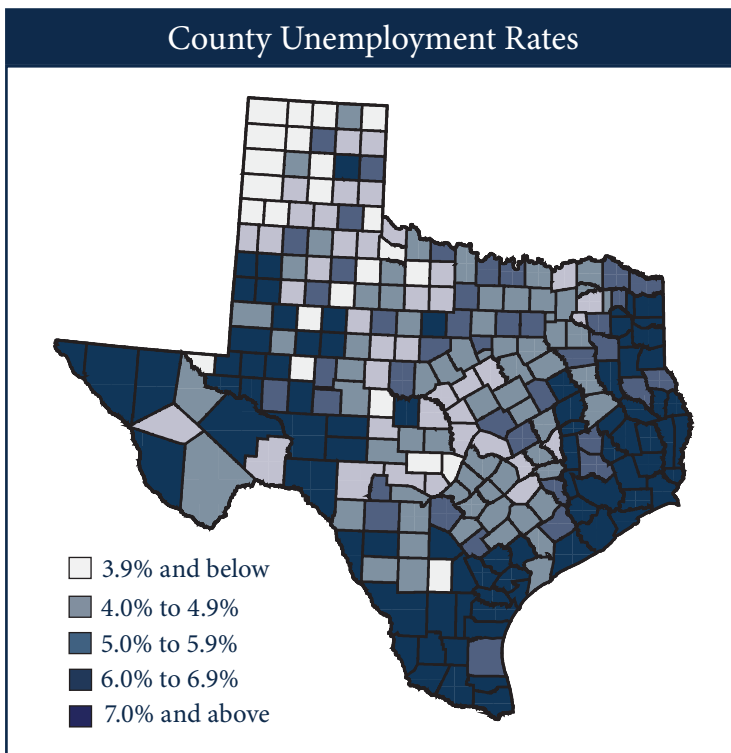 County Unemployment Rates
3.9% and below
4.0% to 4.9%
5.0% to 5.9%
6.0% to 6.9%
7.0% and above